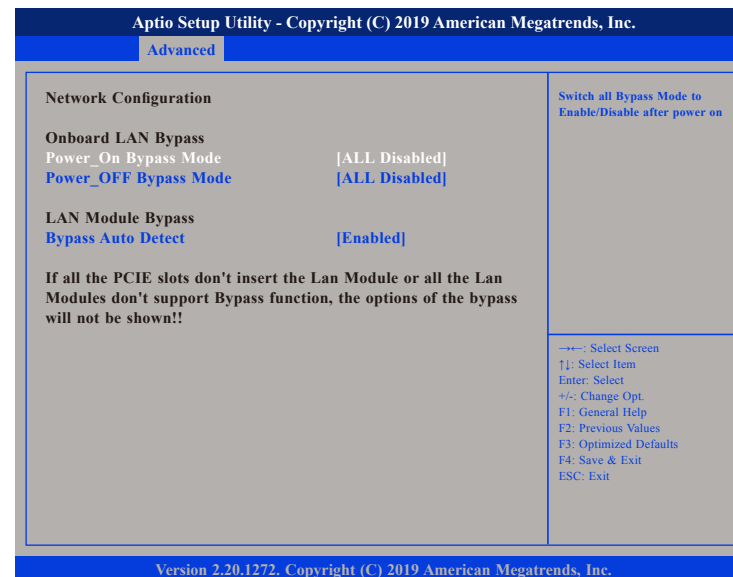 Aptio Setup Utility - Copyright (C) 2019 American Megatrends, Inc.
Advanced
Network Configuration
Onboard LAN Bypass
Power_On Bypass Mode [ALL Disabled]
Power_OFF Bypass Mode [ALL Disabled]
LAN Module Bypass
Bypass Auto Detect [Enabled]
If all the PCIE slots don't insert the Lan Module or all the Lan
Modules don't support Bypass function, the options of the bypass
will not be shown!!
Switch all Bypass Mode to
Enable/Disable after power on
→←: Select Screen
↑↓: Select Item
Enter: Select
+/-: Change Opt.
F1: General Help
F2: Previous Values
F3: Optimized Defaults
F4: Save & Exit
ESC: Exit
Version 2.20.1272. Copyright (C) 2019 American Megatrends, Inc.